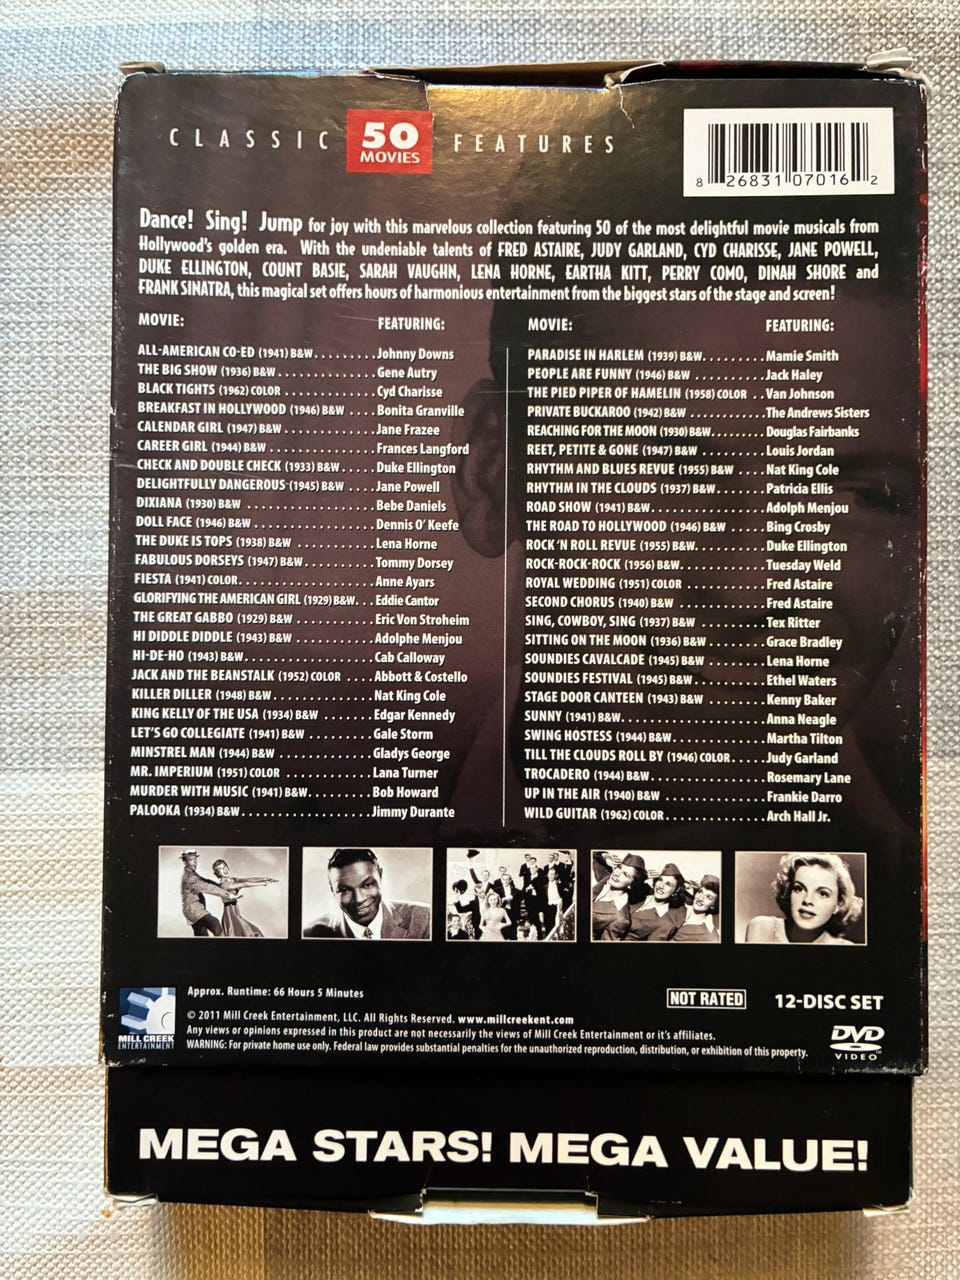 CLASSIC 50 MOVIES FEATURES
8 26831 07016 2
Dance! Sing! Jump for joy with this marvelous collection featuring 50 of the most delightful movie musicals from
Hollywood's golden era. With the undeniable talents of FRED ASTAIRE, JUDY GARLAND, CYD CHARISSE, JANE POWELL,
DUKE ELLINGTON, COUNT BASIE, SARAH VAUGHN, LENA HORNE, EARTHA KITT, PERRY COMO, DINAH SHORE and
FRANK SINATRA, this magical set offers hours of harmonious entertainment from the biggest stars of the stage and screen!
MOVIE: FEATURING:
ALL-AMERICAN CO-ED (1941) B&W.........Johnny Downs
THE BIG SHOW (1936) B&W..............Gene Autry
BLACK TIGHTS (1962) COLOR .............Cyd Charisse
BREAKFAST IN HOLLYWOOD (1946) B&W ....Bonita Granville
CALENDAR GIRL (1947) B&W.............Jane Frazee
CAREER GIRL (1944) B&W................Frances Langford
CHECK AND DOUBLE CHECK (1933) B&W.....Duke Ellington
DELIGHTFULLY DANGEROUS (1945) B&W ....Jane Powell
DIXIANA (1930) B&W ...................Bebe Daniels
DOLL FACE (1946) B&W .................Dennis O'Keefe
THE DUKE IS TOPS (1938) B&W............Lena Horne
FABULOUS DORSEYS (1947) B&W..........Tommy Dorsey
FIESTA (1941) COLOR...................Anne Ayars
GLORIFYING THE AMERICAN GIRL (1929) B&W...Eddie Cantor
THE GREAT GABBO (1929) B&W ...........Eric Von Stroheim
HI DIDDLE DIDDLE (1943) B&W ...........Adolphe Menjou
HI-DE-HO (1943) B&W..................Cab Calloway
JACK AND THE BEANSTALK (1952) COLOR ....Abbott & Costello
KILLER DILLER (1948) B&W..............Nat King Cole
KING KELLY OF THE USA (1934) B&W .......Edgar Kennedy
LET'S GO COLLEGIATE (1941) B&W .........Gale Storm
MINSTREL MAN (1944) B&W .............Gladys George
MR. IMPERIUM (1951) COLOR ............Lana Turner
MURDER WITH MUSIC (1941) B&W.........Bob Howard
PALOOKA (1934) B&W...................Jimmy Durante
MOVIE: FEATURING:
PARADISE IN HARLEM (1939) B&W.........Mamie Smith
PEOPLE ARE FUNNY (1946) B&W ..........Jack Haley
THE PIED PIPER OF HAMELIN (1958) COLOR ..Van Johnson
PRIVATE BUCKAROO (1942) B&W ...........The Andrews Sisters
REACHING FOR THE MOON (1930) B&W........Douglas Fairbanks
REET, PETITE & GONE (1947) B&W ..........Louis Jordan
RHYTHM AND BLUES REVUE (1955) B&W ....Nat King Cole
RHYTHM IN THE CLOUDS (1937) B&W.......Patricia Ellis
ROAD SHOW (1941) B&W................Adolph Menjou
THE ROAD TO HOLLYWOOD (1946) B&W .....Bing Crosby
ROCK 'N ROLL REVUE (1955) B&W..........Duke Ellington
ROCK-ROCK-ROCK (1956) B&W............Tuesday Weld
ROYAL WEDDING (1951) COLOR ...........Fred Astaire
SECOND CHORUS (1940) B&W ............Fred Astaire
SING, COWBOY, SING (1937) B&W ..........Tex Ritter
SITTING ON THE MOON (1936) B&W........Grace Bradley
SOUNDIES CAVALCADE (1945) B&W.........Lena Horne
SOUNDIES FESTIVAL (1945) B&W...........Ethel Waters
STAGE DOOR CANTEEN (1943) B&W ........Kenny Baker
SUNNY (1941) B&W....................Anna Neagle
SWING HOSTESS (1944) B&W.............Martha Tilton
TILL THE CLOUDS ROLL BY (1946) COLOR.....Judy Garland
TROCADERO (1944) B&W................Rosemary Lane
UP IN THE AIR (1940) B&W ..............Frankie Darro
WILD GUITAR (1962) COLOR..............Arch Hall Jr.
Approx. Runtime: 66 Hours 5 Minutes
NOT RATED 12-DISC SET
MILL CREEK
ENTERTAINMENT
© 2011 Mill Creek Entertainment, LLC. All Rights Reserved. www.millcreekent.com
Any views or opinions expressed in this product are not necessarily the views of Mill Creek Entertainment or it's affiliates.
WARNING: For private home use only. Federal law provides substantial penalties for the unauthorized reproduction, distribution, or exhibition of this property.
DVD
VIDEO
MEGA STARS! MEGA VALUE!